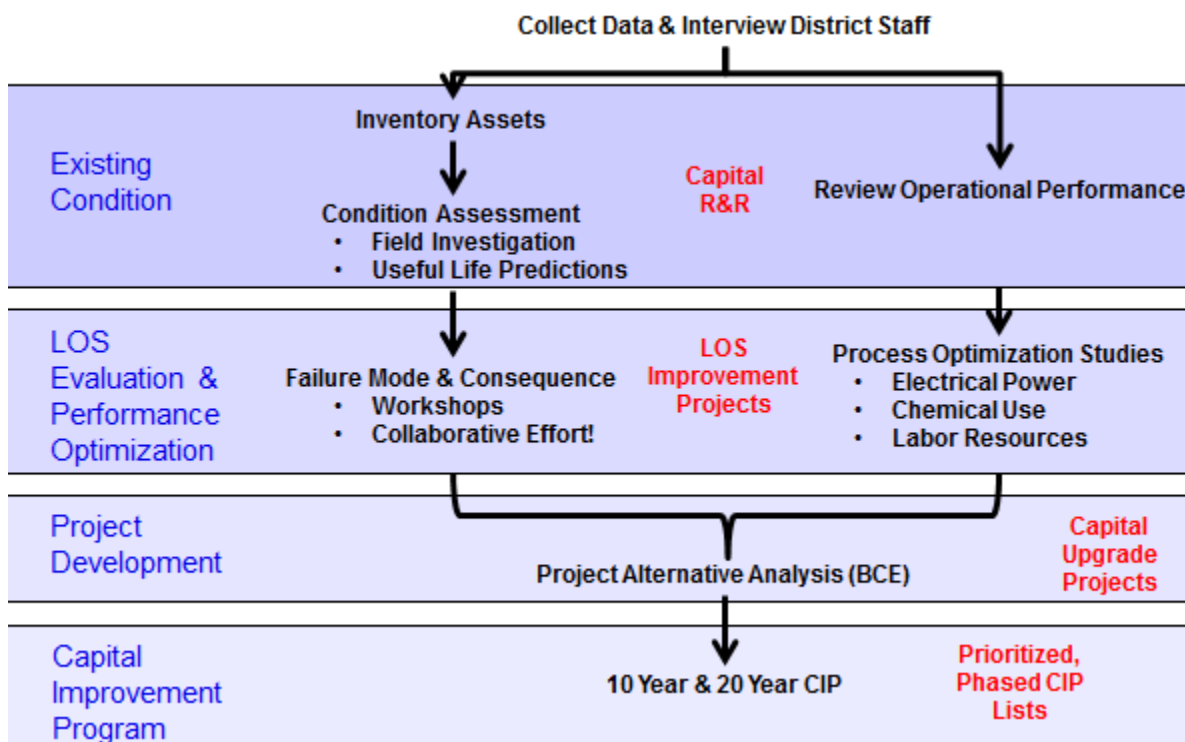 Collect Data & Interview District Staff
Existing
Condition
Inventory Assets
Condition Assessment
• Field Investigation
• Useful Life Predictions
Capital
R&R
Review Operational Performance
LOS
Evaluation &
Performance
Optimization
Failure Mode & Consequence
• Workshops
• Collaborative Effort!
LOS
Improvement
Projects
Process Optimization Studies
• Electrical Power
• Chemical Use
• Labor Resources
Project
Development
Project Alternative Analysis (BCE)
Capital
Upgrade
Projects
Capital
Improvement
Program
10 Year & 20 Year CIP
Prioritized,
Phased CIP
Lists